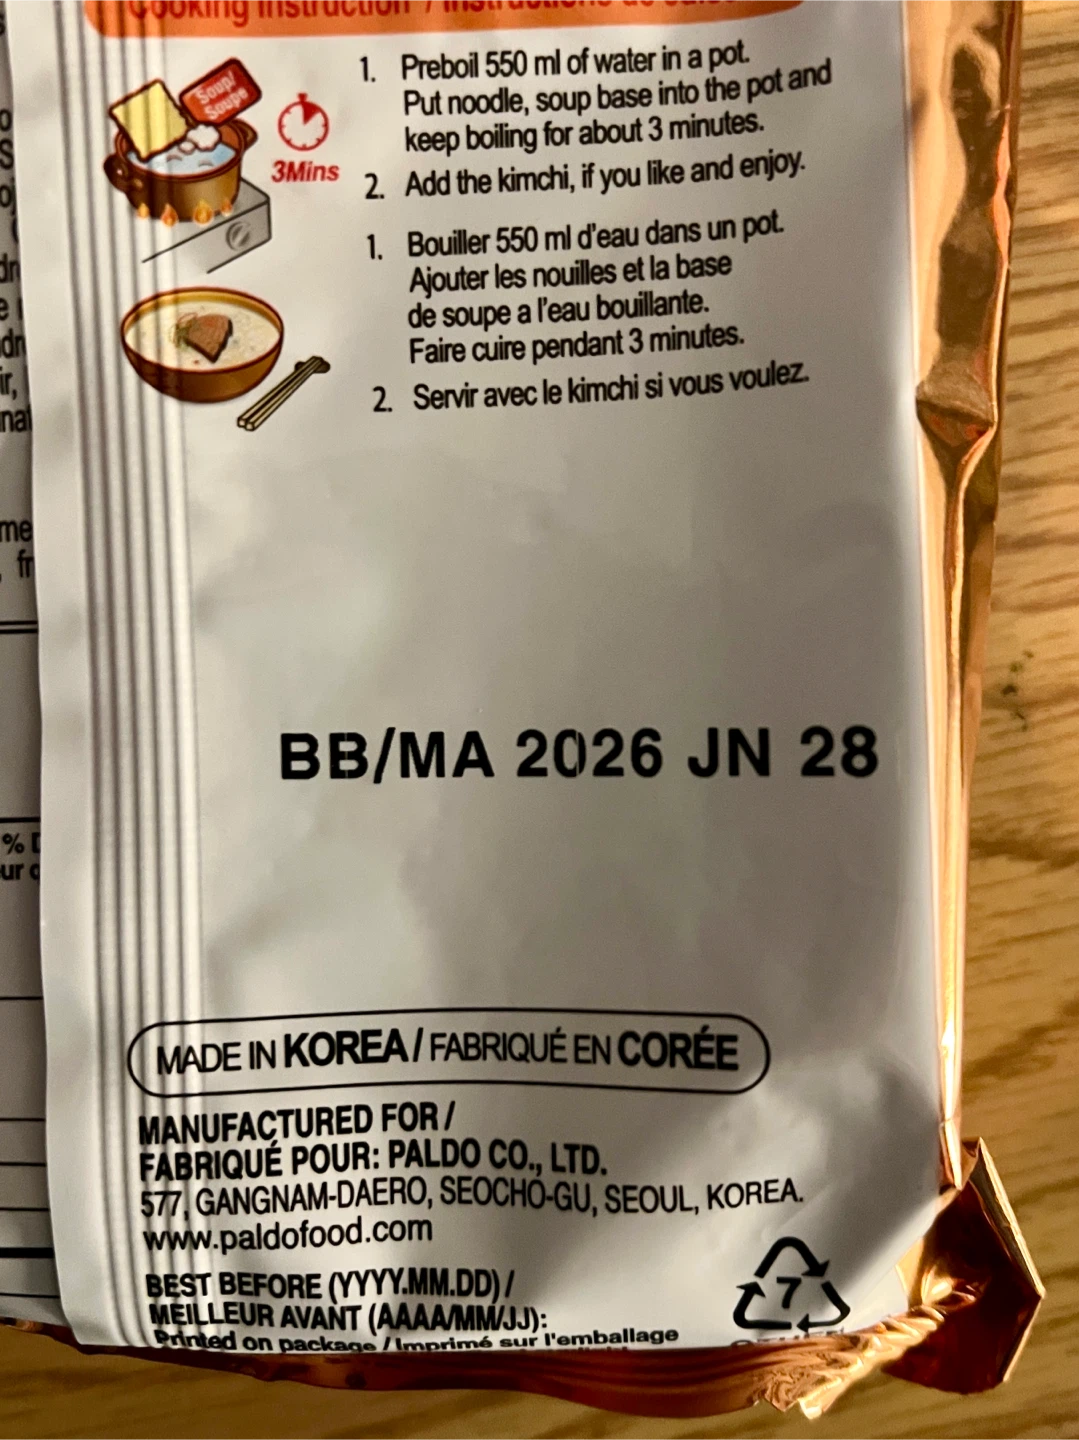 Cooking Instruction /
Soup/
Soupe
3Mins
1. Preboil 550 ml of water in a pot.
Put noodle, soup base into the pot and
keep boiling for about 3 minutes.
2. Add the kimchi, if you like and enjoy.
1. Bouiller 550 ml d'eau dans un pot.
Ajouter les nouilles et la base
de soupe a l'eau bouillante.
Faire cuire pendant 3 minutes.
2. Servir avec le kimchi si vous voulez.
BB/MA 2026 JN 28
MADE IN KOREA / FABRIQUÉ EN CORÉE
MANUFACTURED FOR /
FABRIQUÉ POUR: PALDO CO., LTD.
577, GANGNAM-DAERO, SEOCHO-GU, SEOUL, KOREA.
www.paldofood.com
BEST BEFORE (YYYY.MM.DD) /
MEILLEUR AVANT (AAAA/MM/JJ):
Printed on package / Imprimé sur l'emballage
7